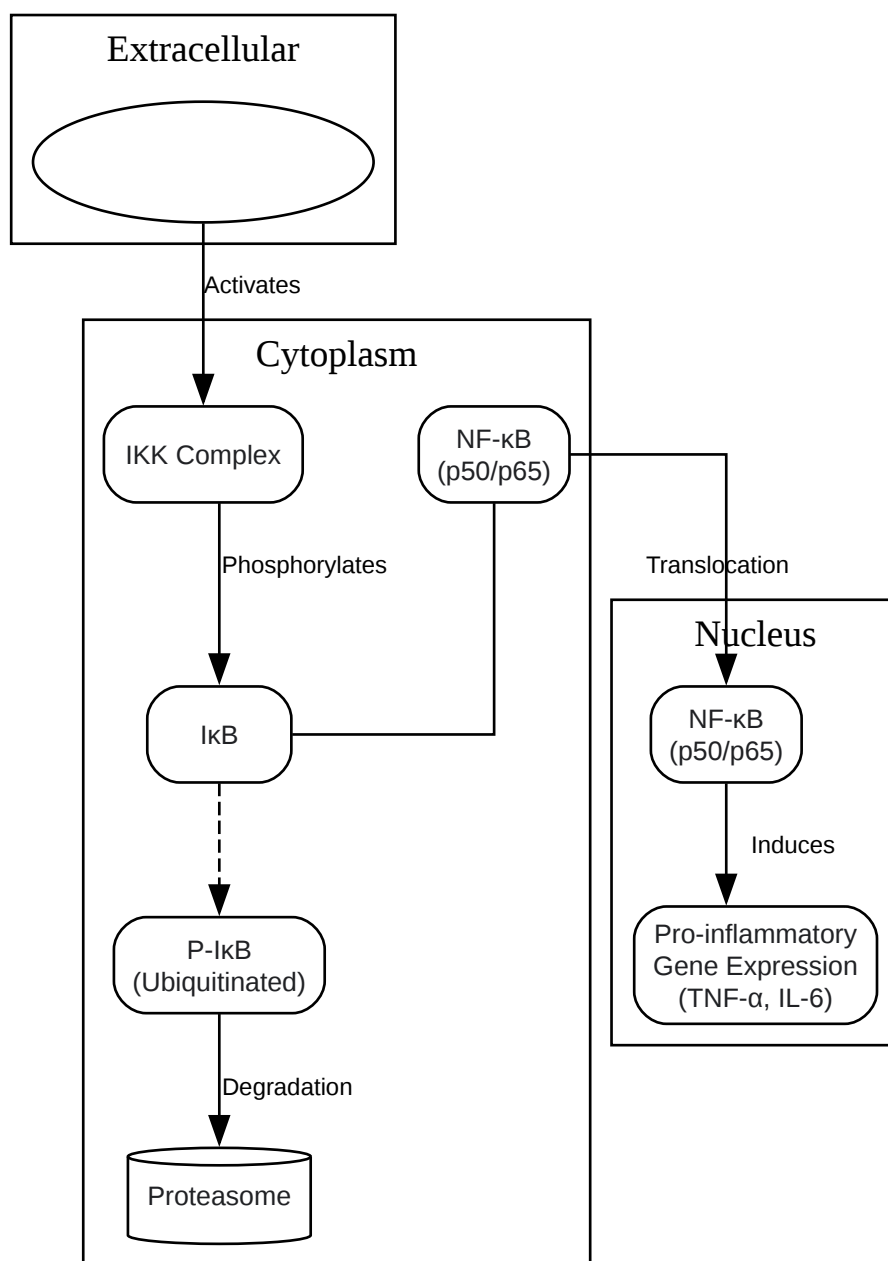 Extracellular
Activates
Cytoplasm
IKK Complex
NF-κB
(p50/p65)
Phosphorylates
Translocation
Nucleus
IκB
NF-κB
(p50/p65)
Induces
P-IκB
(Ubiquitinated)
Pro-inflammatory
Gene Expression
(TNF-α, IL-6)
Degradation
Proteasome